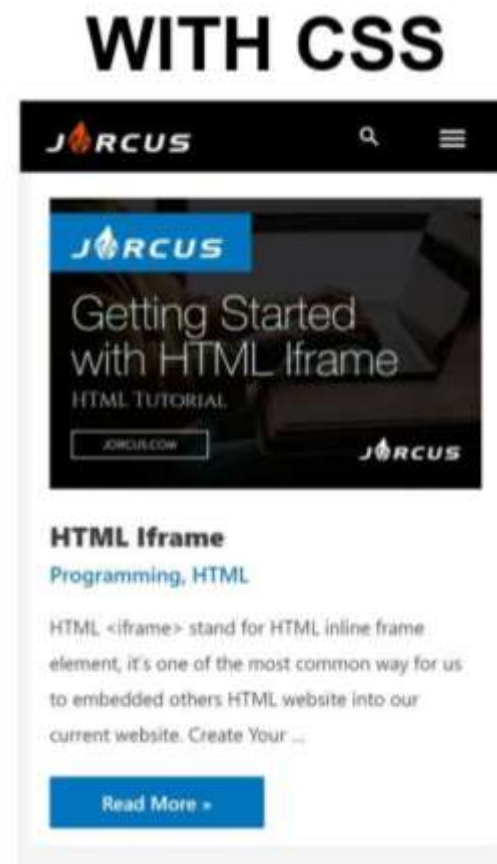 WITH CSS
JORCUS
JORCUS
Getting Started
with HTML Iframe
HTML TUTORIAL
JORCUS.COM
JORCUS
HTML Iframe
Programming, HTML
HTML <iframe> stand for HTML inline frame
element, it's one of the most common way for us
to embedded others HTML website into our
current website. Create Your ...
Read More »